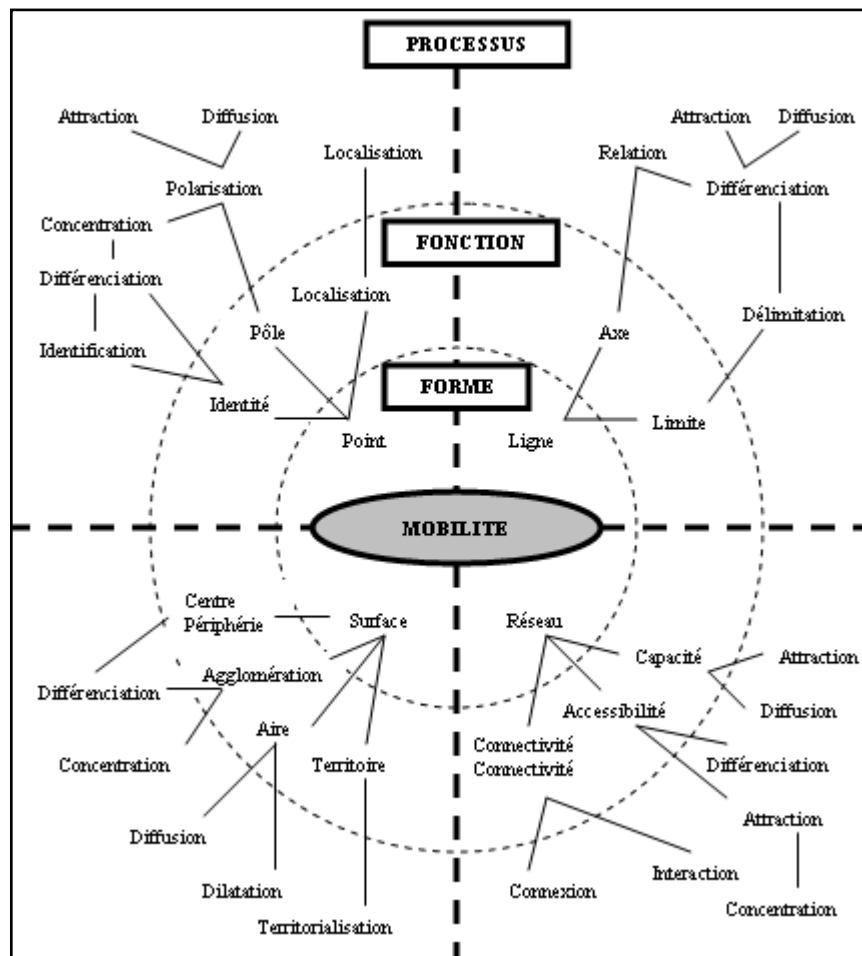 PROCESSUS
Attraction
Diffusion
Attraction
Diffusion
Localisation
Relation
Polarisation
Différenciation
Concentration
FONCTION
Différenciation
Localisation
Délimitation
Pôle
Axe
Identification
FORME
Identité
Limite
Point
Ligne
MOBILITE
Centre
Périphérie
Surface
Réseau
Capacité
Attraction
Agglomération
Différenciation
Accessibilité
Diffusion
Aire
Territoire
Connectivité
Connectivité
Concentration
Différenciation
Diffusion
Attraction
Interaction
Dilatation
Connexion
Concentration
Territorialisation